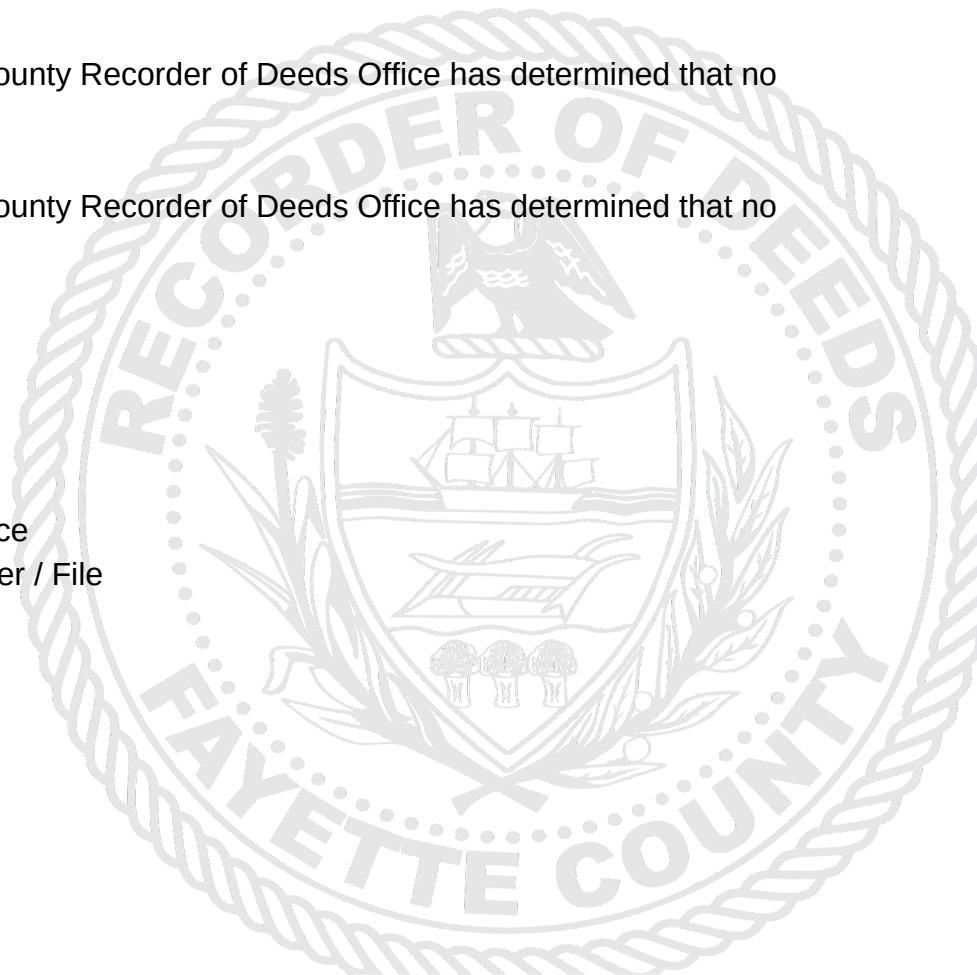 ounty Recorder of Deeds Office has determined that no
ounty Recorder of Deeds Office has determined that no
ce
er / File
RECORDER OF DEEDS
FAYETTE COUNTY